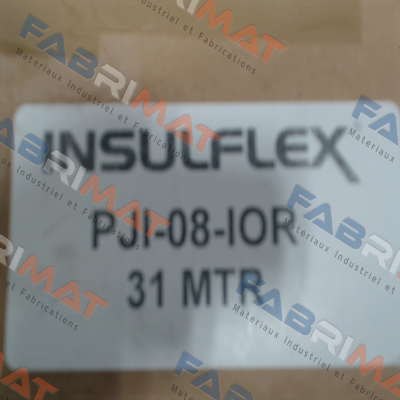 INSULFLEX
PJI-08-IOR
31 MTR
FABRIMAT
Matériaux Industriel et Fabrications